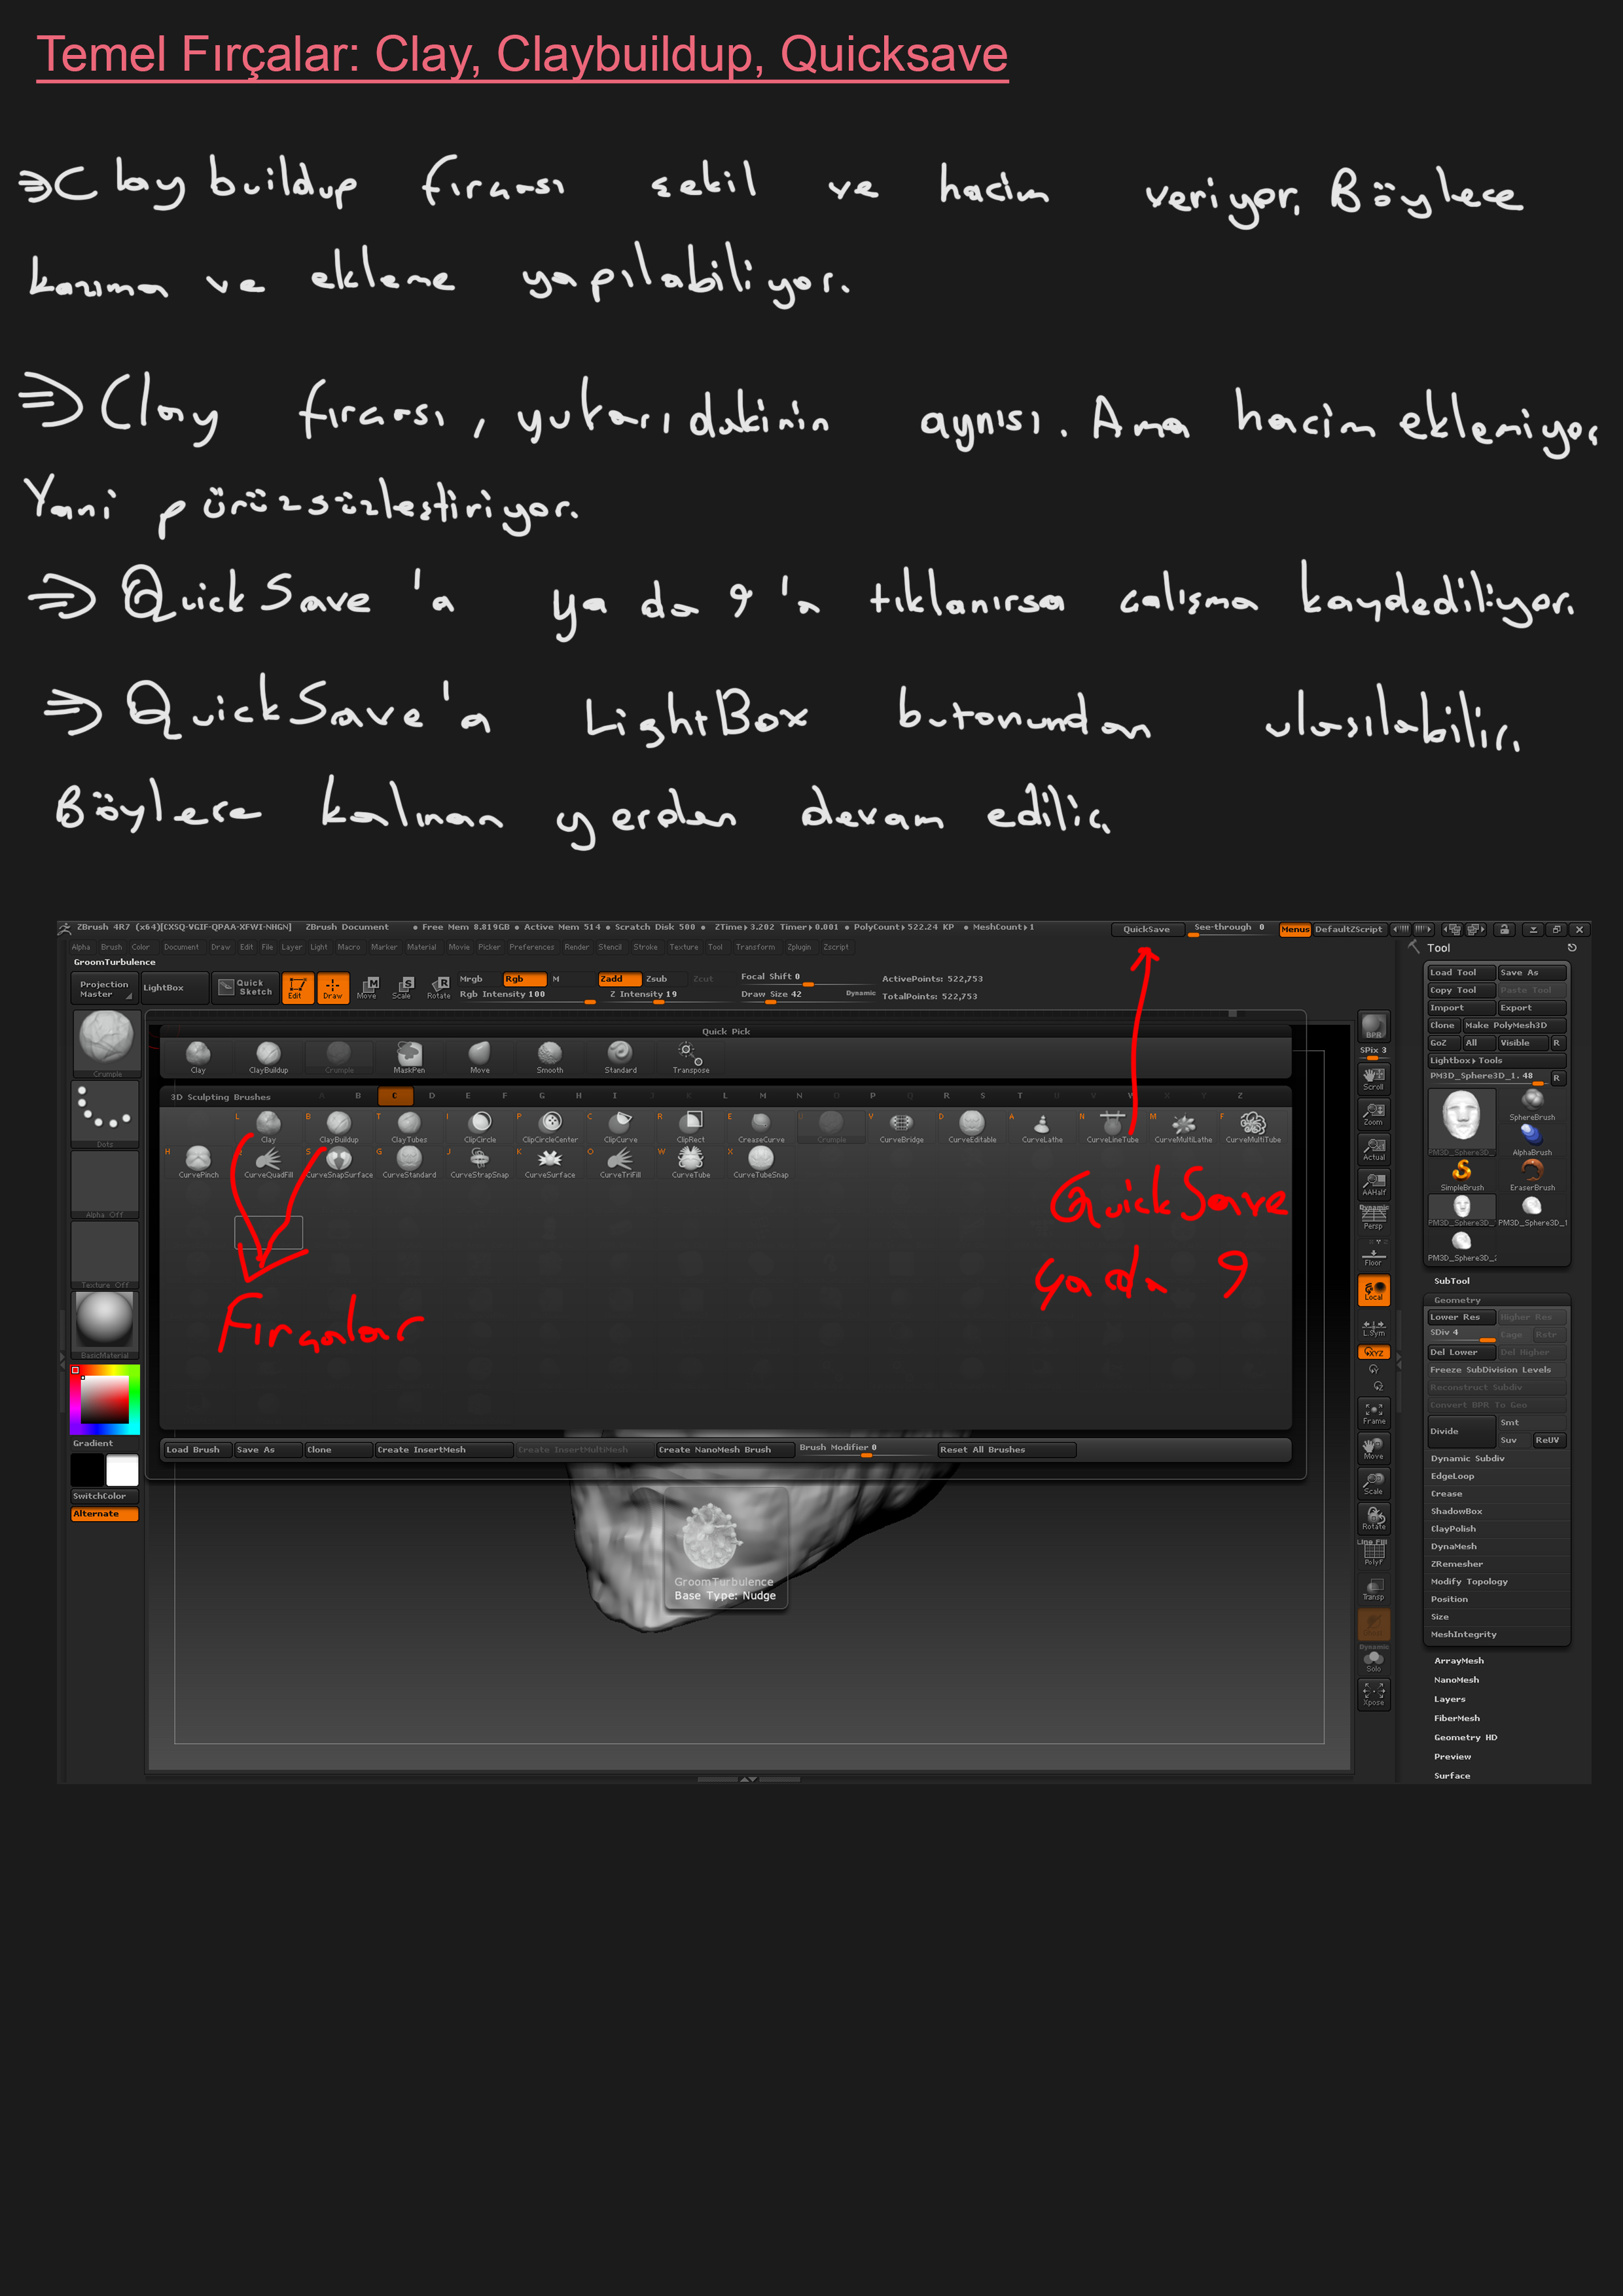 Temel Fırçalar: Clay, Claybuildup, Quicksave
⇒ Clay buildup fırçası şekil ve hacim veriyor. Böylece
kazıma ve ekleme yapılabiliyor.
⇒ Clay fırçası, yukarıdakinin aynısı. Ama hacim eklemiyor.
Yani pürüzsüzleştiriyor.
⇒ QuickSave'a ya da 9'a tıklanırsa calışma kaydediliyor.
⇒ QuickSave'a LightBox butonundan ulaşılabilir.
Böylece kalınan yerden devam edilir.
ZBrush 4R7 (x64)[CXSQ-VGIF-QPAA-XFWI-NHGN] ZBrush Document • Free Mem 8.819GB • Active Mem 514 • Scratch Disk 500 • ZTime▸3.202 Timer▸0.001 • PolyCount▸522.24 KP • MeshCount▸1 QuickSave See-through 0 Menus DefaultZScript
Alpha Brush Color Document Draw Edit File Layer Light Macro Marker Material Movie Picker Preferences Render Stencil Stroke Texture Tool Transform Zplugin Zscript
GroomTurbulence
Projection Master LightBox Quick Sketch Edit Draw Move Scale Rotate
Mrgb Rgb M Zadd Zsub Zcut Focal Shift 0 ActivePoints: 522,753
Rgb Intensity 100 Z Intensity 19 Draw Size 42 Dynamic TotalPoints: 522,753
Quick Pick
Clay ClayBuildup Crumple MaskPen Move Smooth Standard Transpose
3D Sculpting Brushes A B C D E F G H I J K L M N O P Q R S T U V W X Y Z
L B T I P C R E U V D A N M F
Clay ClayBuildup ClayTubes ClipCircle ClipCircleCenter ClipCurve ClipRect CreaseCurve Crumple CurveBridge CurveEditable CurveLathe CurveLineTube CurveMultiLathe CurveMultiTube
H S G J K O W X
CurvePinch CurveQuadFill CurveSnapSurface CurveStandard CurveStrapSnap CurveSurface CurveTriFill CurveTube CurveTubeSnap
QuickSave
ya da 9
Fırçalar
Load Brush Save As Clone Create InsertMesh Create InsertMultiMesh Create NanoMesh Brush Brush Modifier 0 Reset All Brushes
GroomTurbulence
Base Type: Nudge
Crumple
Dots
Alpha Off
Texture Off
BasicMaterial
Gradient
SwitchColor
Alternate
BPR
SPix 3
Scroll
Zoom
Actual
AAHalf
Dynamic
Persp
Floor
Local
L.Sym
XYZ
Frame
Move
Scale
Rotate
Line Fill
PolyF
Transp
Dynamic
Solo
Xpose
Tool
Load Tool Save As
Copy Tool Paste Tool
Import Export
Clone Make PolyMesh3D
GoZ All Visible R
Lightbox▸Tools
PM3D_Sphere3D_1. 48 R
SphereBrush
PM3D_Sphere3D_ AlphaBrush
SimpleBrush EraserBrush
PM3D_Sphere3D_ PM3D_Sphere3D_1
PM3D_Sphere3D_2
SubTool
Geometry
Lower Res Higher Res
SDiv 4 Cage Rstr
Del Lower Del Higher
Freeze SubDivision Levels
Reconstruct Subdiv
Convert BPR To Geo
Divide Smt
Suv ReUV
Dynamic Subdiv
EdgeLoop
Crease
ShadowBox
ClayPolish
DynaMesh
ZRemesher
Modify Topology
Position
Size
MeshIntegrity
ArrayMesh
NanoMesh
Layers
FiberMesh
Geometry HD
Preview
Surface